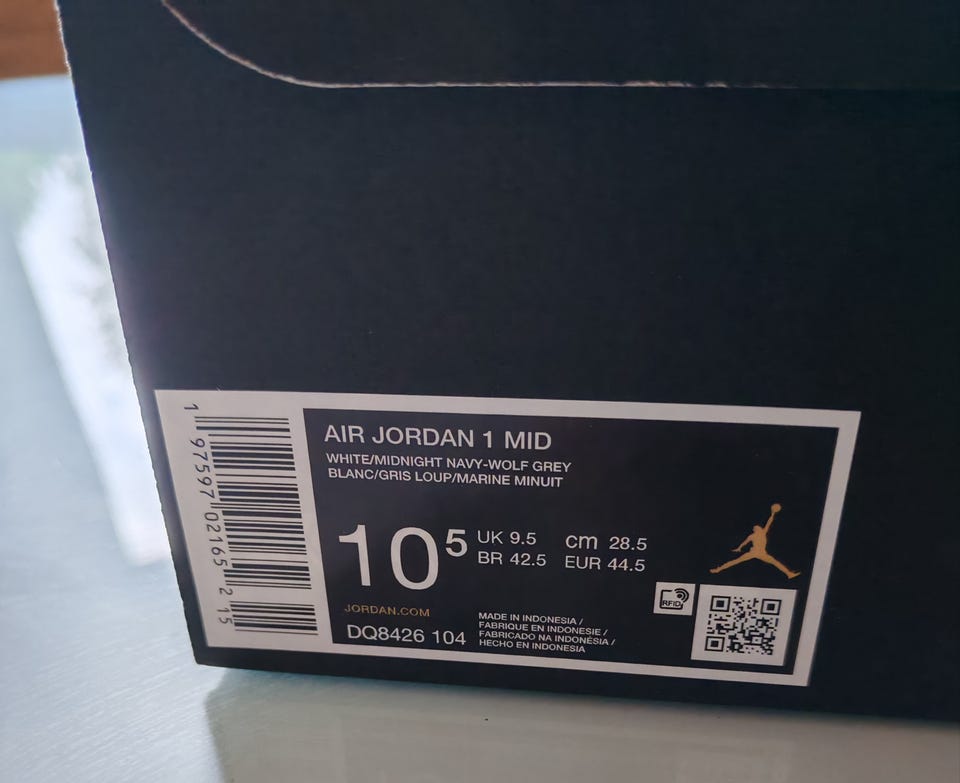 AIR JORDAN 1 MID
WHITE/MIDNIGHT NAVY-WOLF GREY
BLANC/GRIS LOUP/MARINE MINUIT
10⁵
UK 9.5 cm 28.5
BR 42.5 EUR 44.5
RFID
JORDAN.COM
DQ8426 104
MADE IN INDONESIA /
FABRIQUE EN INDONESIE /
FABRICADO NA INDONÉSIA /
HECHO EN INDONESIA
1 97597 02165 2 15